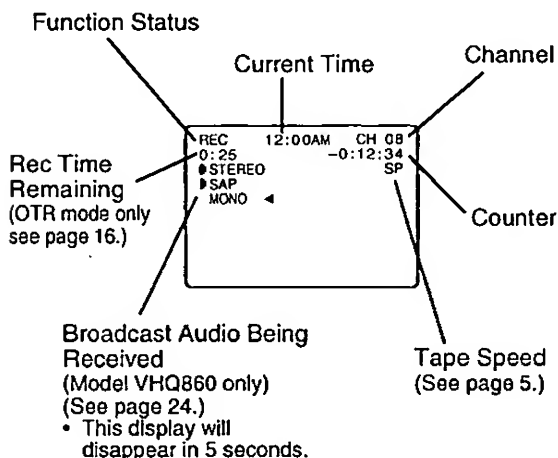 Function Status
Current Time
Channel
REC 12:00AM CH 08
0:25 -0:12:34
STEREO SP
SAP
MONO ◄
Rec Time
Remaining
(OTR mode only
see page 16.)
Counter
Broadcast Audio Being
Received
(Model VHQ860 only)
(See page 24.)
• This display will
disappear in 5 seconds.
Tape Speed
(See page 5.)